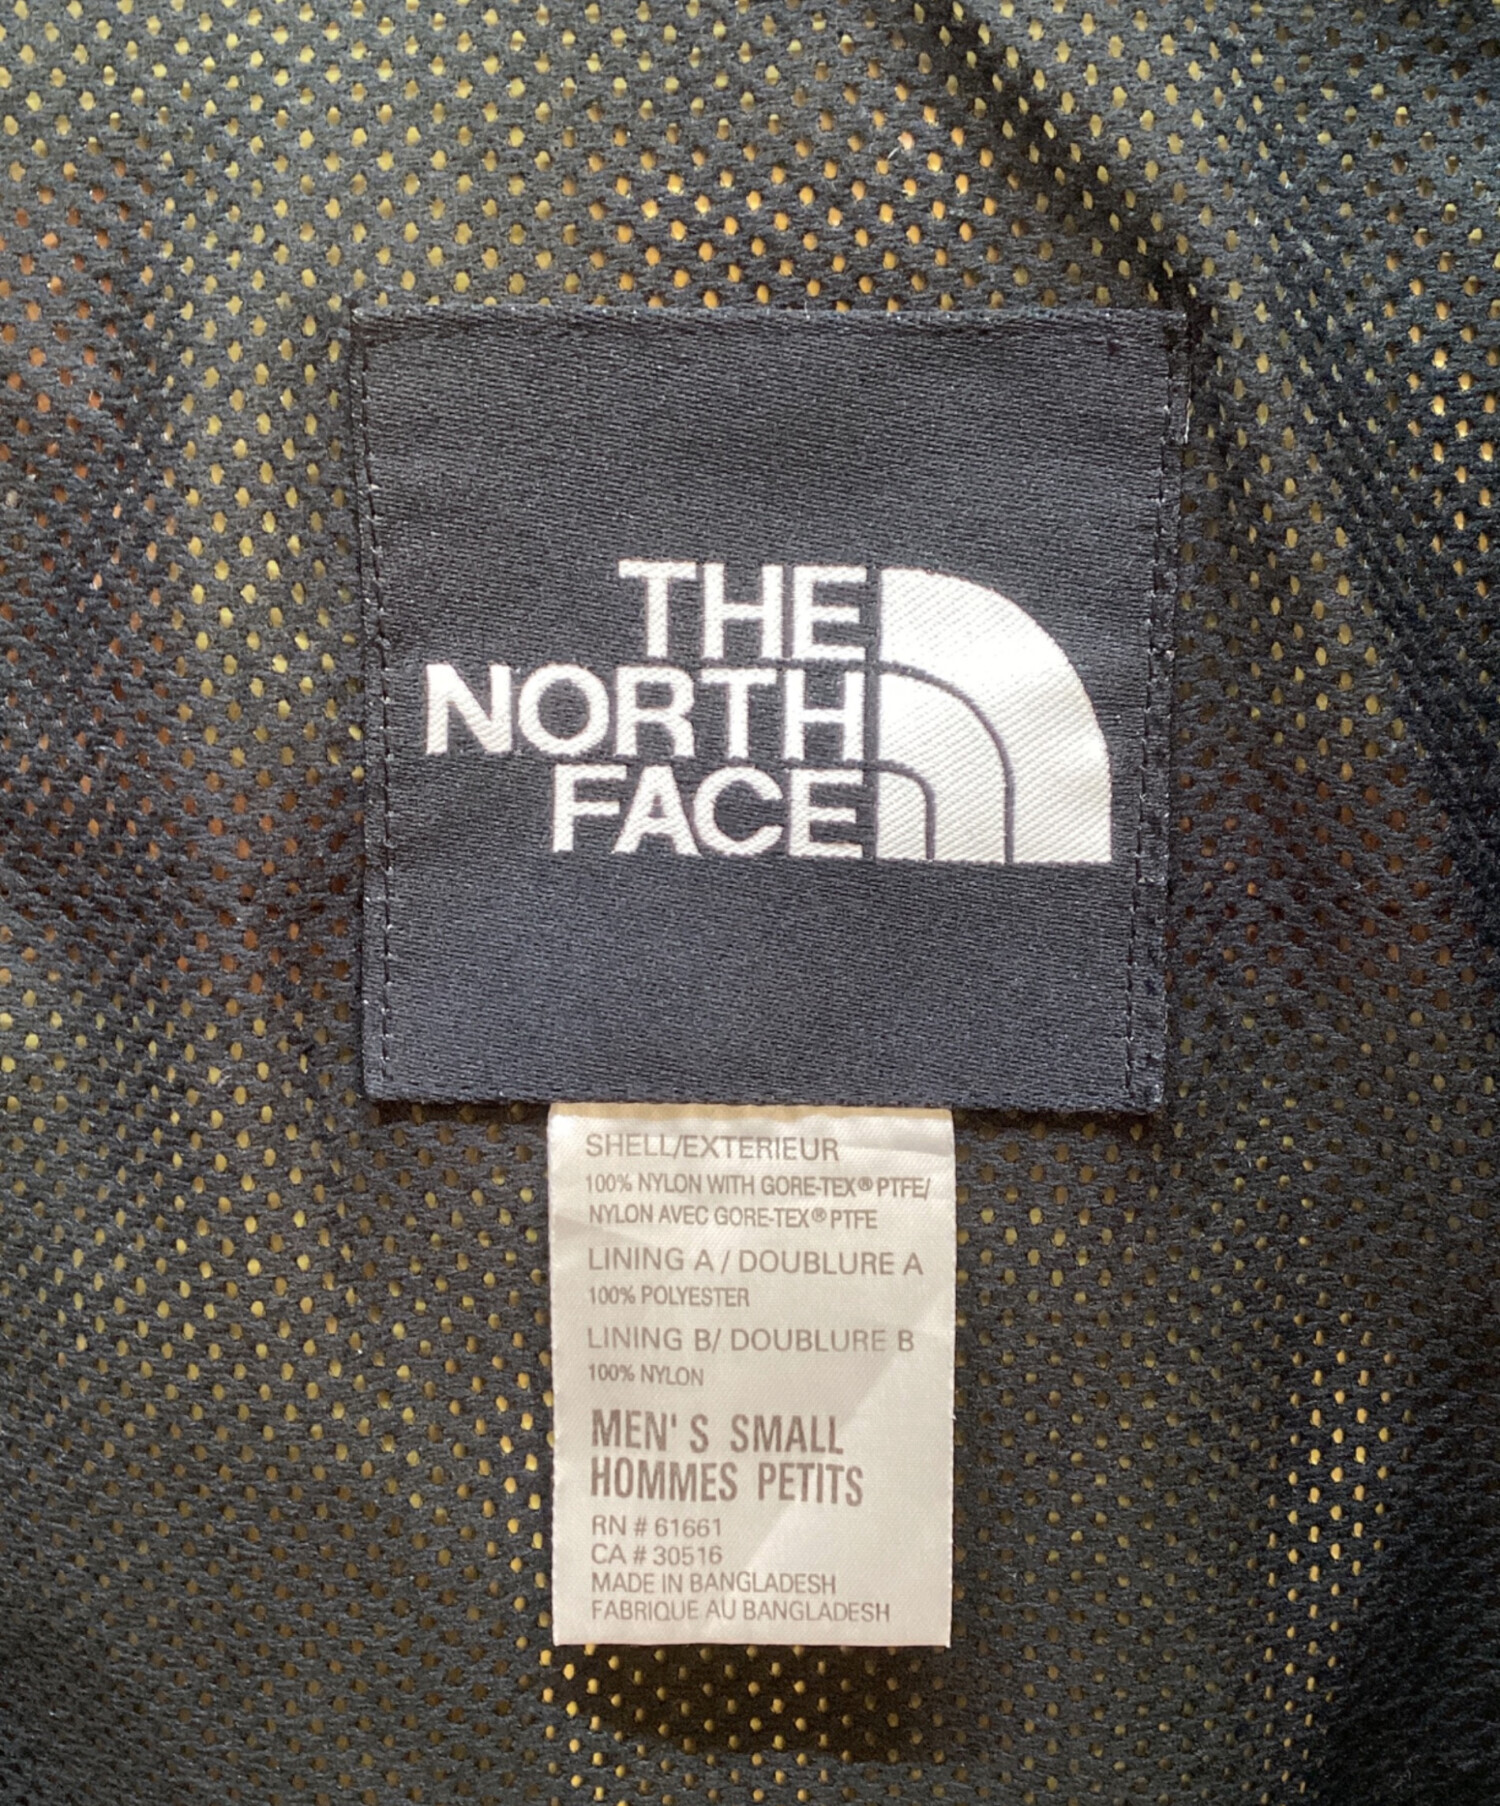 THE
NORTH
FACE
SHELL/EXTERIEUR
100% NYLON WITH GORE-TEX® PTFE/
NYLON AVEC GORE-TEX® PTFE
LINING A / DOUBLURE A
100% POLYESTER
LINING B/ DOUBLURE B
100% NYLON
MEN' S SMALL
HOMMES PETITS
RN # 61661
CA # 30516
MADE IN BANGLADESH
FABRIQUE AU BANGLADESH